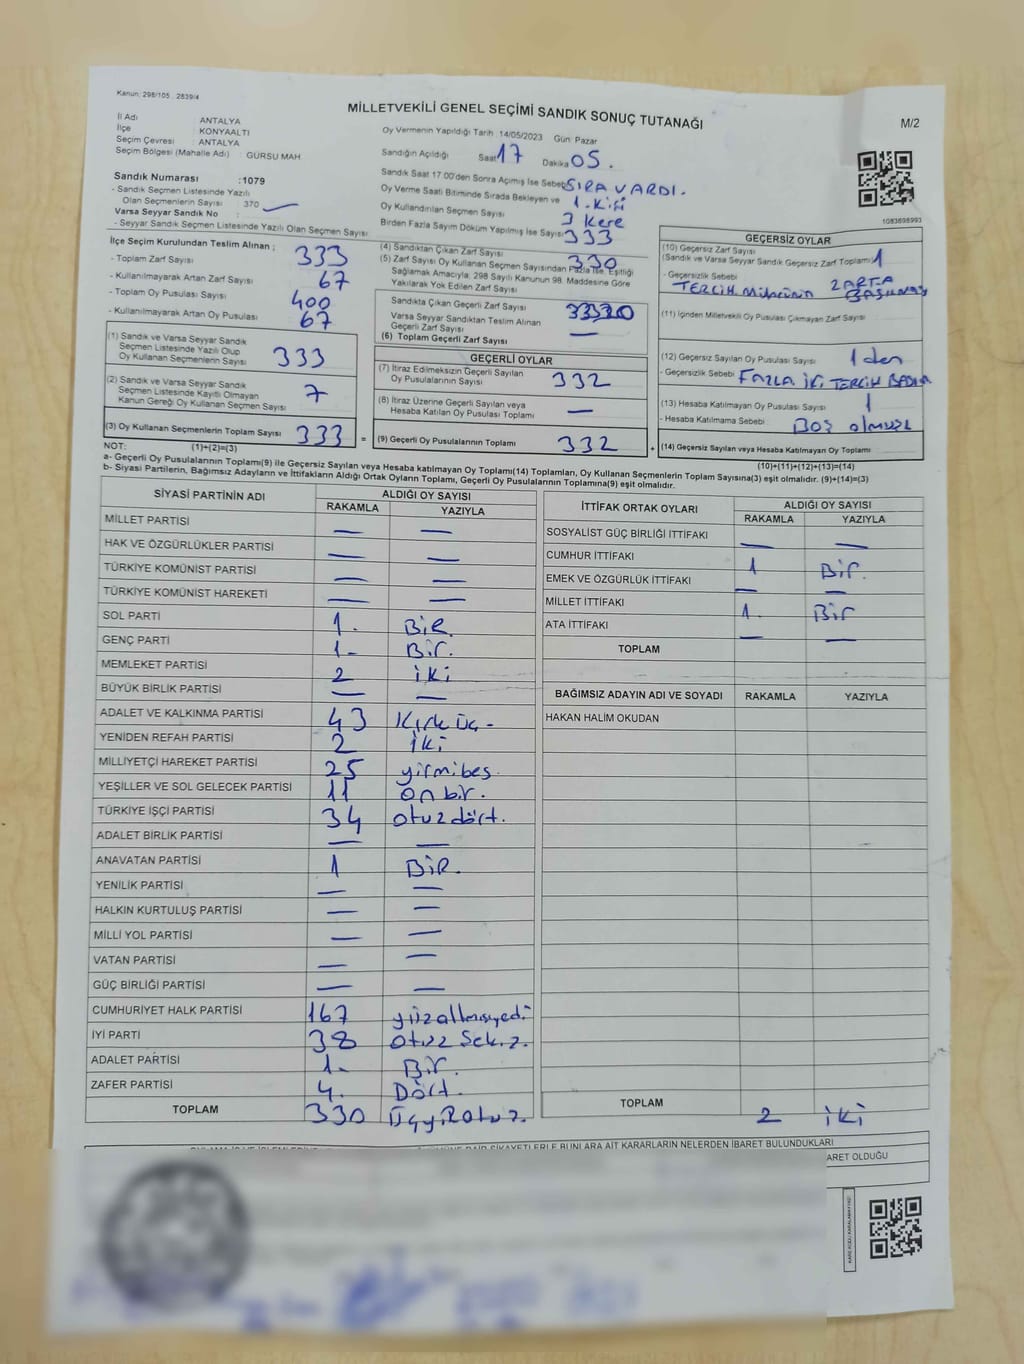 Kanun: 298/105 2839/4
MİLLETVEKİLİ GENEL SEÇİMİ SANDIK SONUÇ TUTANAĞI
M/2
İl Adı ANTALYA
İlçe KONYAALTI
Seçim Çevresi ANTALYA
Seçim Bölgesi (Mahalle Adı) : GÜRSU MAH.
Oy Vermenin Yapıldığı Tarih :14/05/2023 Gün: Pazar
Sandığın Açıldığı Saat 17 Dakika 05.
Sandık Saat 17:00'den Sonra Açımış İse Sebebi SIRA VARDI.
Oy Verme Saati Bitiminde Sırada Bekleyen ve
Oy Kullandırılan Seçmen Sayısı 1. Kişi
Birden Fazla Sayım Döküm Yapılmış İse Sayısı 3 kere
1083698993
Sandık Numarası :1079
- Sandık Seçmen Listesinde Yazılı
Olan Seçmenlerin Sayısı 370
Varsa Seyyar Sandık No :
- Seyyar Sandık Seçmen Listesinde Yazılı Olan Seçmen Sayısı
İlçe Seçim Kurulundan Teslim Alınan ;
- Toplam Zarf Sayısı 333
- Kullanılmayarak Artan Zarf Sayısı 67
- Toplam Oy Pusulası Sayısı 400
- Kullanılmayarak Artan Oy Pusulası 67
(1) Sandık ve Varsa Seyyar Sandık
Seçmen Listesinde Yazılı Olup
Oy Kullanan Seçmenlerin Sayısı 333
(2) Sandık ve Varsa Seyyar Sandık
Seçmen Listesinde Kayıtlı Olmayan
Kanun Gereği Oy Kullanan Seçmen Sayısı 7
(3) Oy Kullanan Seçmenlerin Toplam Sayısı 333 =
(4) Sandıktan Çıkan Zarf Sayısı 333
(5) Zarf Sayısı Oy Kullanan Seçmen Sayısından Fazla İse, Eşitliği 330
Sağlamak Amacıyla, 298 Sayılı Kanunun 98. Maddesine Göre
Yakılarak Yok Edilen Zarf Sayısı
Sandıkta Çıkan Geçerli Zarf Sayısı
Varsa Seyyar Sandıktan Teslim Alınan
Geçerli Zarf Sayısı —
(6) Toplam Geçerli Zarf Sayısı
GEÇERLİ OYLAR
(7) İtiraz Edilmeksizin Geçerli Sayılan
Oy Pusulalarının Sayısı 332
(8) İtiraz Üzerine Geçerli Sayılan veya
Hesaba Katılan Oy Pusulası Toplamı —
(9) Geçerli Oy Pusulalarının Toplamı 332 +
GEÇERSİZ OYLAR
(10) Geçersiz Zarf Sayısı
(Sandık ve Varsa Seyyar Sandık Geçersiz Zarf Toplamı) 1
- Geçersizlik Sebebi
TERCİH ZARFA
(11) İçinden Milletvekili Oy Pusulası Çıkmayan Zarf Sayısı
(12) Geçersiz Sayılan Oy Pusulası Sayısı 1 den
- Geçersizlik Sebebi FAZLA İKİ TERCİH
(13) Hesaba Katılmayan Oy Pusulası Sayısı 1
- Hesaba Katılmama Sebebi BOŞ
(14) Geçersiz Sayılan veya Hesaba Katılmayan Oy Toplamı
NOT: (1)+(2)=(3) (10)+(11)+(12)+(13)=(14)
a- Geçerli Oy Pusulalarının Toplamı(9) ile Geçersiz Sayılan veya Hesaba katılmayan Oy Toplamı(14) Toplamları, Oy Kullanan Seçmenlerin Toplam Sayısına(3) eşit olmalıdır. (9)+(14)=(3)
b- Siyasi Partilerin, Bağımsız Adayların ve İttifakların Aldığı Ortak Oyların Toplamı, Geçerli Oy Pusulalarının Toplamına(9) eşit olmalıdır.
SİYASİ PARTİNİN ADI ALDIĞI OY SAYISI
RAKAMLA YAZIYLA
MİLLET PARTİSİ — —
HAK VE ÖZGÜRLÜKLER PARTİSİ — —
TÜRKİYE KOMÜNİST PARTİSİ — —
TÜRKİYE KOMÜNİST HAREKETİ — —
SOL PARTİ 1. BİR.
GENÇ PARTİ 1- Bir.
MEMLEKET PARTİSİ 2 iki
BÜYÜK BİRLİK PARTİSİ — —
ADALET VE KALKINMA PARTİSİ 43 Kırk üç -
YENİDEN REFAH PARTİSİ 2 iki
MİLLİYETÇİ HAREKET PARTİSİ 25 yirmibeş.
YEŞİLLER VE SOL GELECEK PARTİSİ 11 onbir.
TÜRKİYE İŞÇİ PARTİSİ 34 otuzdört.
ADALET BİRLİK PARTİSİ — —
ANAVATAN PARTİSİ 1 BİR.
YENİLİK PARTİSİ — —
HALKIN KURTULUŞ PARTİSİ — —
MİLLİ YOL PARTİSİ — —
VATAN PARTİSİ — —
GÜÇ BİRLİĞİ PARTİSİ — —
CUMHURİYET HALK PARTİSİ 167 yüzaltmışyedi
İYİ PARTİ 38 otuz Sekiz.
ADALET PARTİSİ 1. Bir.
ZAFER PARTİSİ 4. Dört.
TOPLAM 330 Üçyüzotuz.
İTTİFAK ORTAK OYLARI ALDIĞI OY SAYISI
RAKAMLA YAZIYLA
SOSYALİST GÜÇ BİRLİĞİ İTTİFAKI — —
CUMHUR İTTİFAKI 1 Bir.
EMEK VE ÖZGÜRLÜK İTTİFAKI — —
MİLLET İTTİFAKI 1. Bir
ATA İTTİFAKI — —
TOPLAM
BAĞIMSIZ ADAYIN ADI VE SOYADI RAKAMLA YAZIYLA
HAKAN HALİM OKUDAN
TOPLAM 2 iki
ŞİKAYETLERLE BUNLARA AİT KARARLARIN NELERDEN İBARET BULUNDUKLARI
ARET OLDUĞU